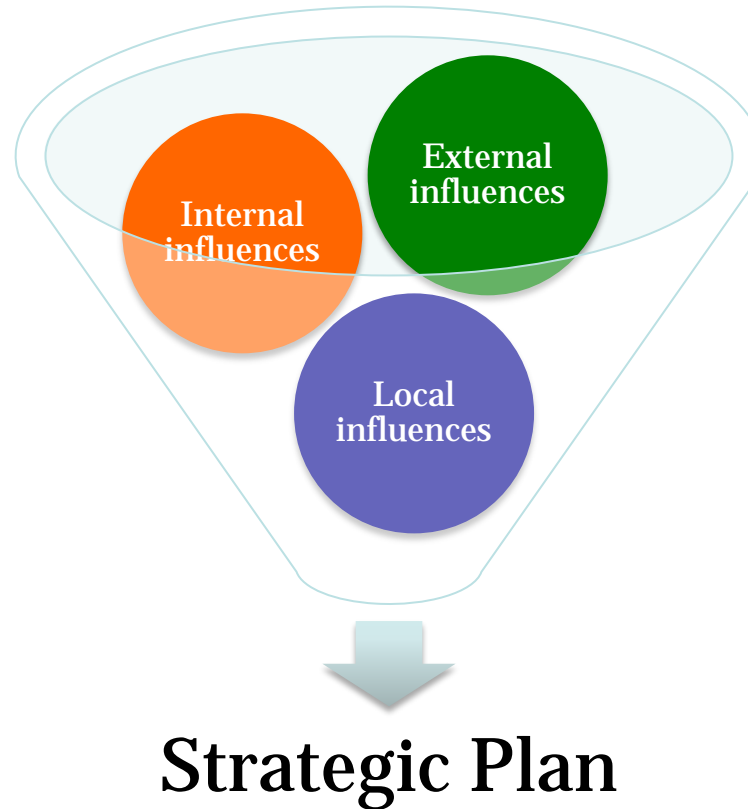 External
influences
Internal
influences
Local
influences
Strategic Plan